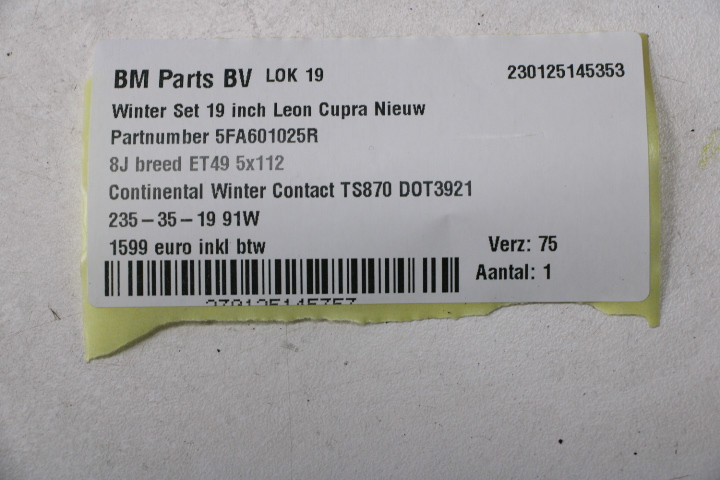 BM Parts BV LOK 19 230125145353
Winter Set 19 inch Leon Cupra Nieuw
Partnumber 5FA601025R
8J breed ET49 5x112
Continental Winter Contact TS870 DOT3921
235-35-19 91W
1599 euro inkl btw Verz: 75
Aantal: 1